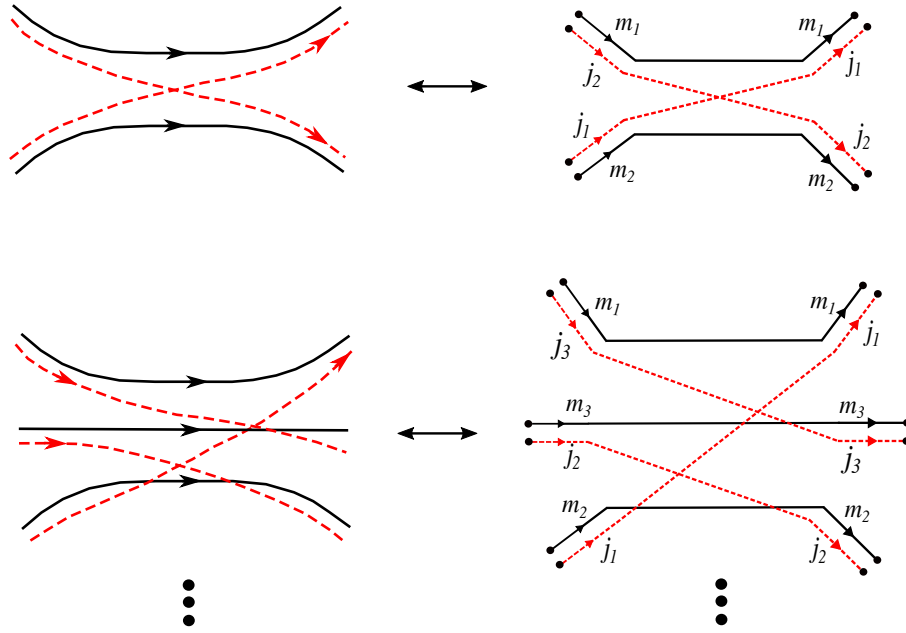 m₁ m₁
j₂ j₁
j₁ j₂
m₂ m₂
m₁ m₁
j₃ j₁
m₃ m₃
j₂ j₃
m₂ m₂
j₁ j₂